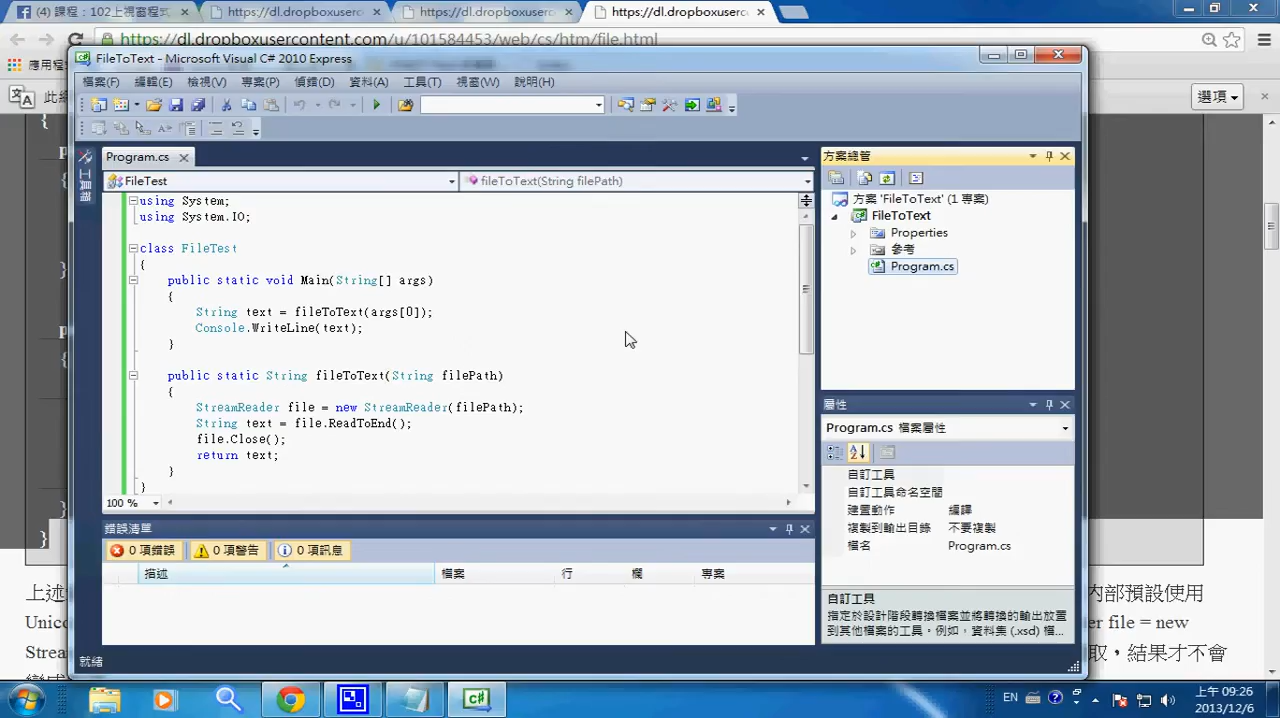 (4) 課程：102上視窗程式
https://dl.dropboxuserc
https://dl.dropboxuserc
https://dl.dropboxuserc
https://dl.dropboxusercontent.com/u/101584453/web/cs/htm/file.html
應用程
此
選項
FileToText - Microsoft Visual C# 2010 Express
檔案(F) 編輯(E) 檢視(V) 專案(P) 偵錯(D) 資料(A) 工具(T) 視窗(W) 說明(H)
工具箱
Program.cs
FileTest
fileToText(String filePath)
using System;
using System.IO;
class FileTest
{
public static void Main(String[] args)
{
String text = fileToText(args[0]);
Console.WriteLine(text);
}
public static String fileToText(String filePath)
{
StreamReader file = new StreamReader(filePath);
String text = file.ReadToEnd();
file.Close();
return text;
}
}
100 %
方案總管
方案 'FileToText' (1 專案)
FileToText
Properties
參考
Program.cs
屬性
Program.cs 檔案屬性
自訂工具
自訂工具命名空間
建置動作 編譯
複製到輸出目錄 不要複製
檔名 Program.cs
自訂工具
指定於設計階段轉換檔案並將轉換的輸出放置
到其他檔案的工具。例如，資料集 (.xsd) 檔...
錯誤清單
0 項錯誤 0 項警告 0 項訊息
描述 檔案 行 欄 專案
就緒
{
{
}
{
}
}
上述
內部預設使用
Unico
er file = new
Stream
取，結果才不會
EN
上午 09:26
2013/12/6